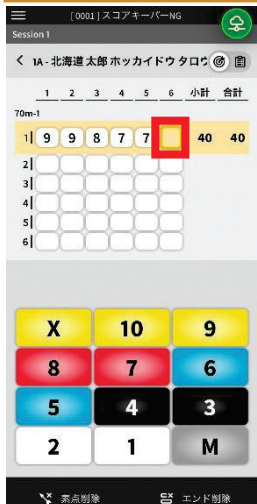 [0001]スコアキーパーNG
Session 1
1A - 北海道 太郎 ホッカイドウ タロウ
1 2 3 4 5 6 小計 合計
70m-1
1 9 9 8 7 7 40 40
2
3
4
5
6
X 10 9
8 7 6
5 4 3
2 1 M
素点削除 エンド削除